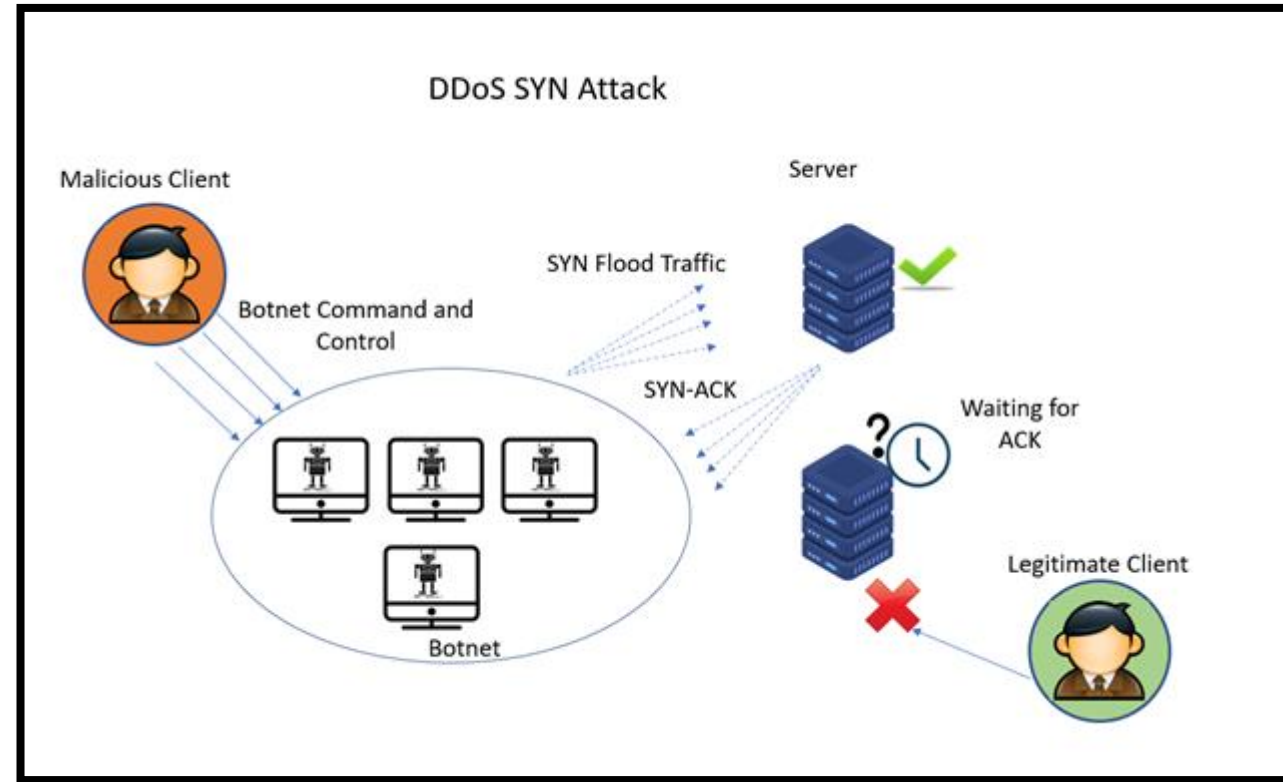 DDoS SYN Attack
Malicious Client
Server
SYN Flood Traffic
Botnet Command and
Control
SYN-ACK
Waiting for
ACK
?
Legitimate Client
Botnet